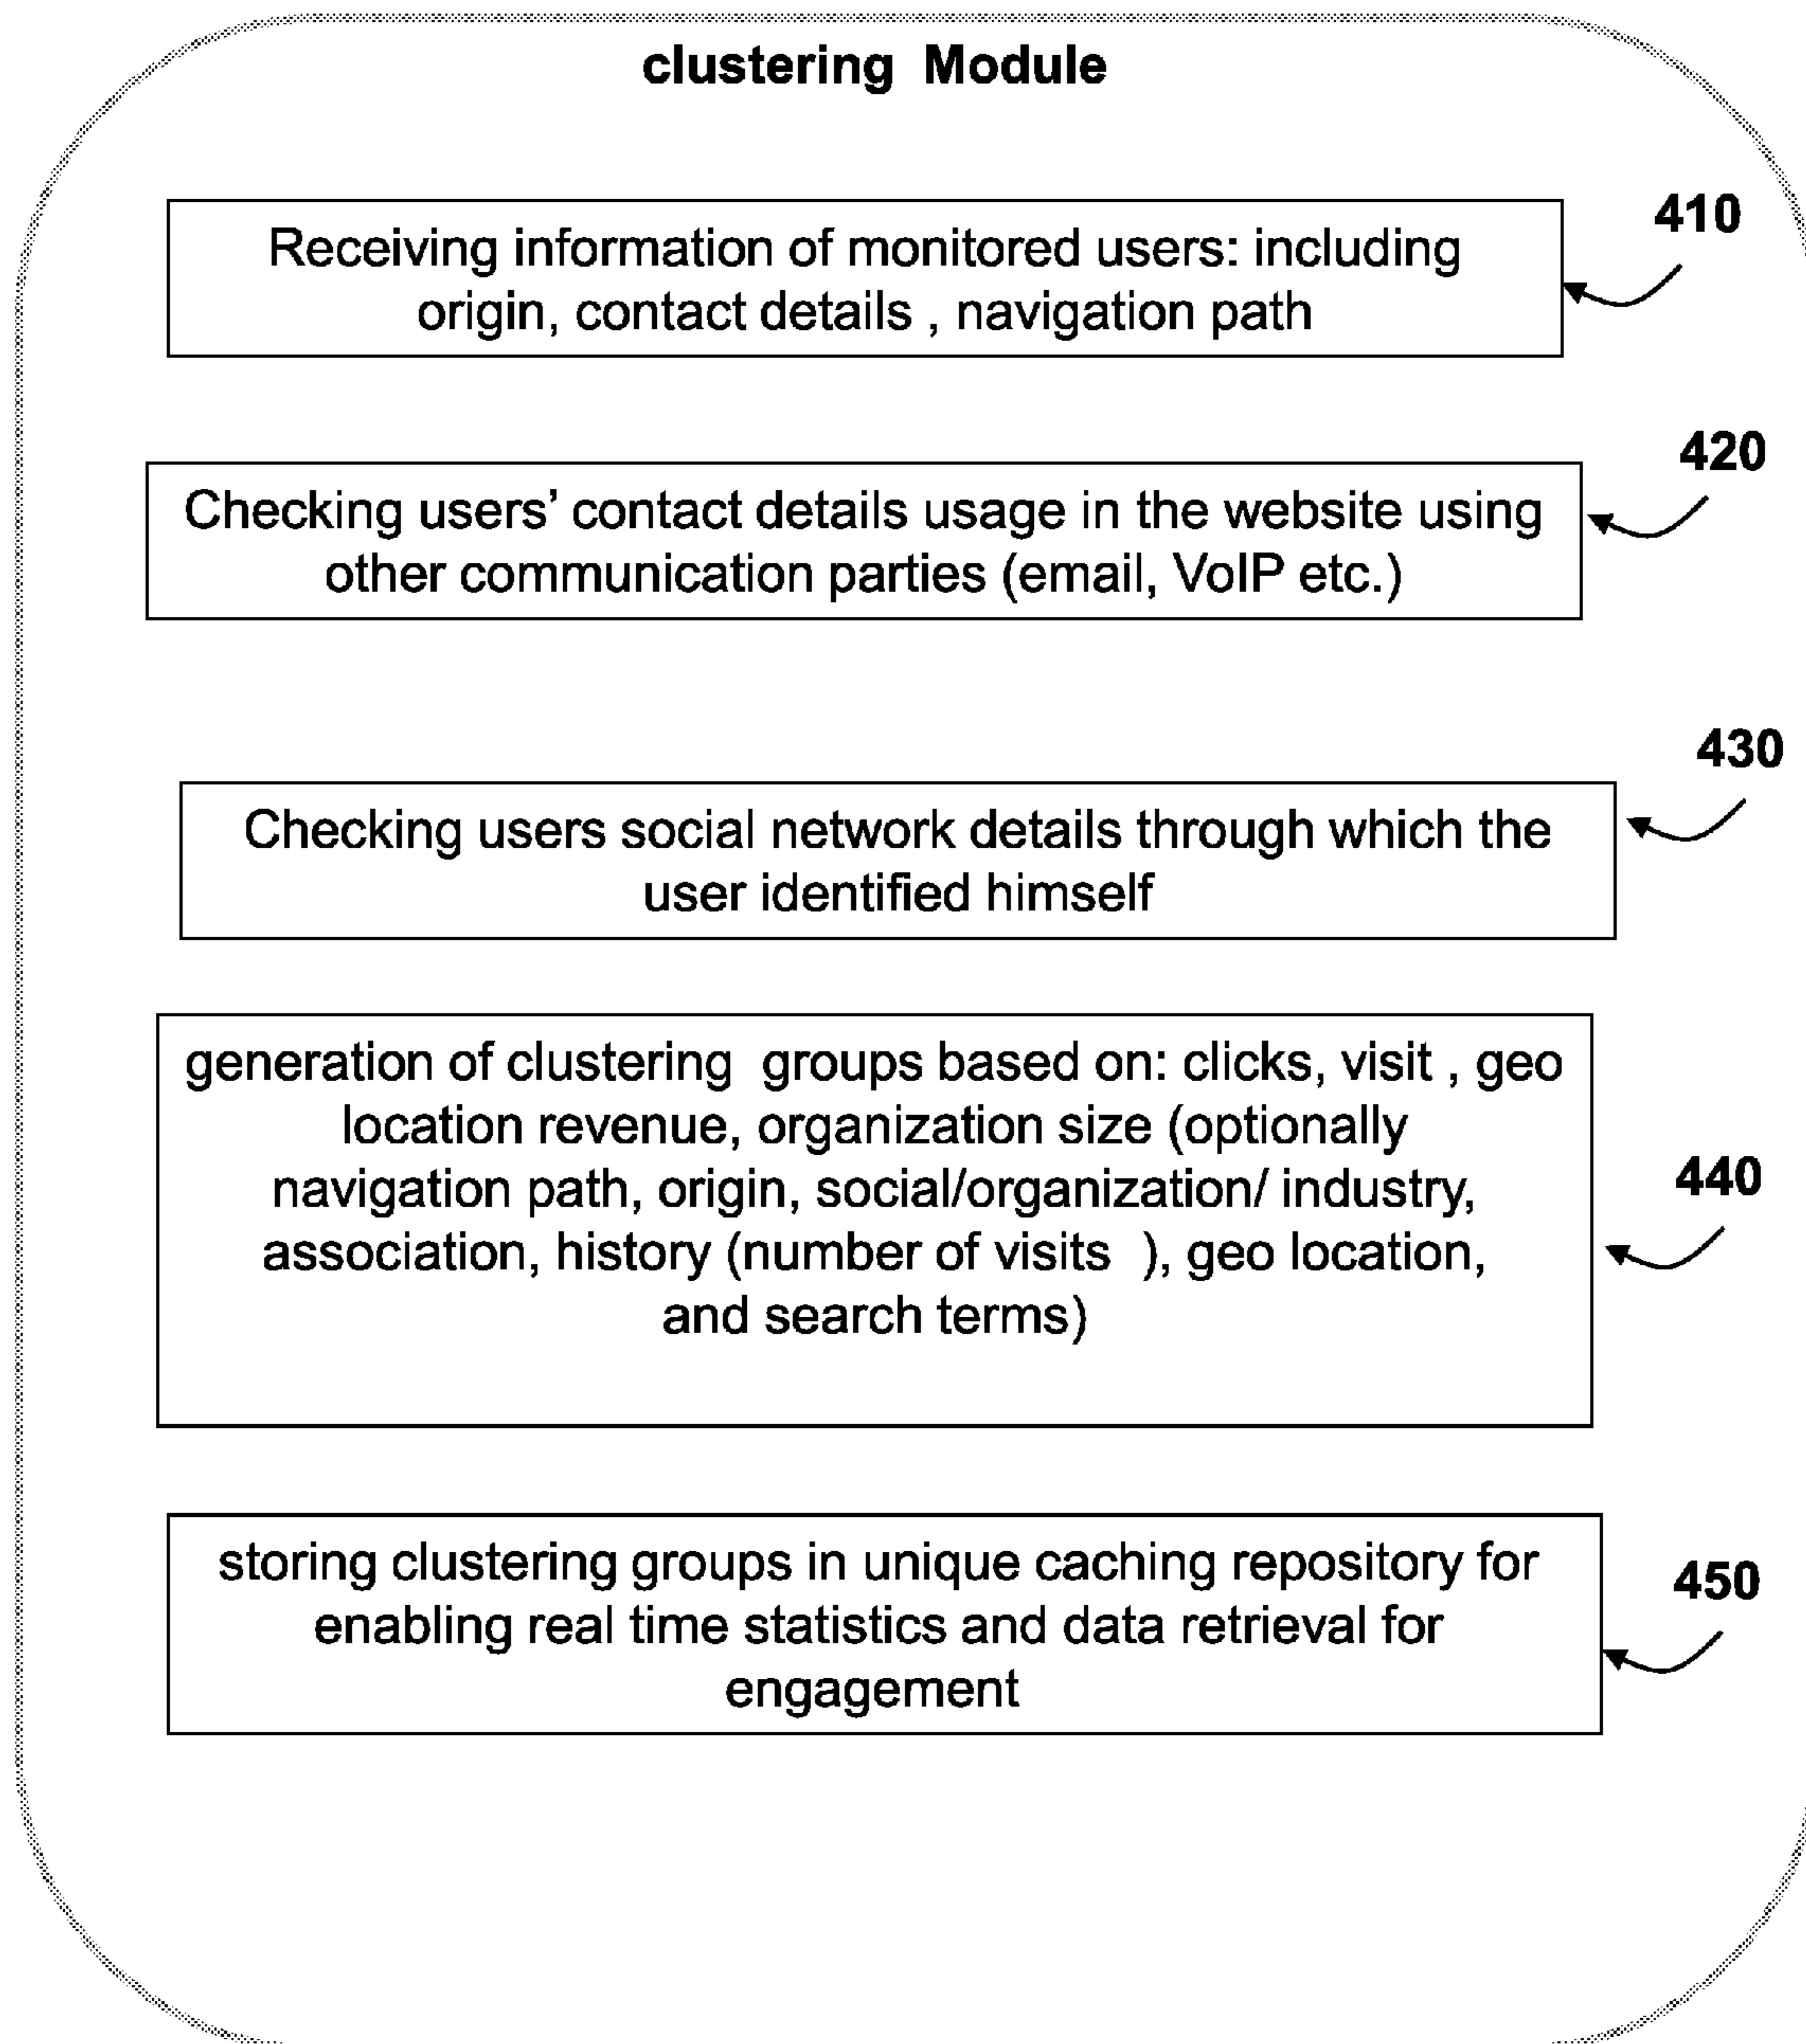 clustering Module
410
Receiving information of monitored users: including
origin, contact details , navigation path
420
Checking users’ contact details usage in the website using
other communication parties (email, VoIP etc.)
430
Checking users social network details through which the
user identified himself
generation of clustering groups based on: clicks, visit , geo
location revenue, organization size (optionally
navigation path, origin, social/organization/ industry,
association, history (number of visits ), geo location,
and search terms)
440
storing clustering groups in unique caching repository for
enabling real time statistics and data retrieval for
engagement
450